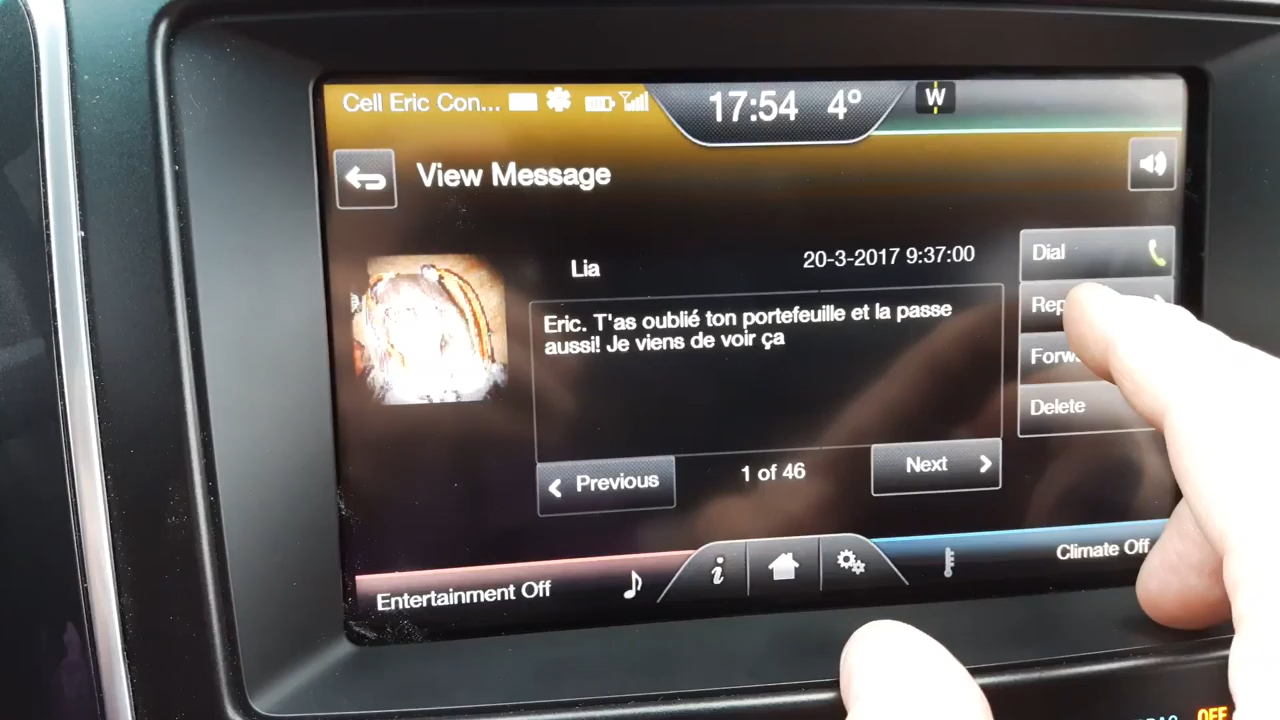 Cell Eric Con...
17:54 4°
W
View Message
Lia
20-3-2017 9:37:00
Dial
Eric. T'as oublié ton portefeuille et la passe
aussi! Je viens de voir ça
Delete
Previous
1 of 46
Next
Entertainment Off
i
Climate Off
OFF